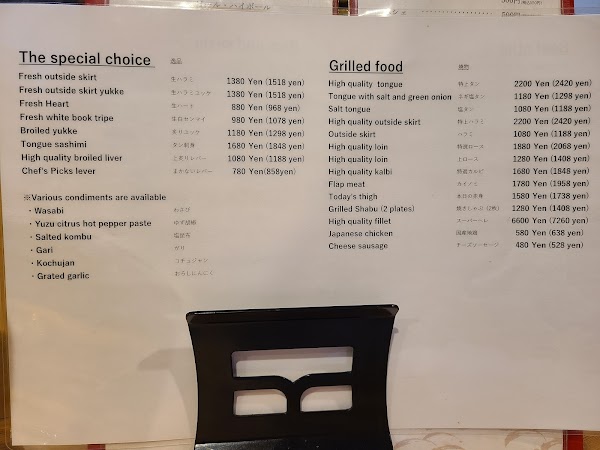 The special choice 逸品
Fresh outside skirt 生ハラミ 1380 Yen (1518 yen)
Fresh outside skirt yukke 生ハラミユッケ 1380 Yen (1518 yen)
Fresh Heart 生ハート 880 Yen (968 yen)
Fresh white book tripe 生白センマイ 980 Yen (1078 yen)
Broiled yukke 炙りユッケ 1180 Yen (1298 yen)
Tongue sashimi タン刺身 1680 Yen (1848 yen)
High quality broiled liver 上炙りレバー 1080 Yen (1188 yen)
Chef's Picks lever まかないレバー 780 Yen(858yen)
※Various condiments are available
・Wasabi わさび
・Yuzu citrus hot pepper paste ゆず胡椒
・Salted kombu 塩昆布
・Gari がり
・Kochujan コチュジャン
・Grated garlic おろしにんにく
Grilled food 焼物
High quality tongue 特上タン 2200 Yen (2420 yen)
Tongue with salt and green onion ネギ塩タン 1180 Yen (1298 yen)
Salt tongue 塩タン 1080 Yen (1188 yen)
High quality outside skirt 特上ハラミ 2200 Yen (2420 yen)
Outside skirt ハラミ 1080 Yen (1188 yen)
High quality loin 特選ロース 1880 Yen (2068 yen)
High quality loin 上ロース 1280 Yen (1408 yen)
High quality kalbi 特選カルビ 1680 Yen (1848 yen)
Flap meat カイノミ 1780 Yen (1958 yen)
Today's thigh 本日の赤身 1580 Yen (1738 yen)
Grilled Shabu (2 plates) 焼きしゃぶ (2枚) 1280 Yen (1408 yen)
High quality fillet スーパーヒレ 6600 Yen (7260 yen)
Japanese chicken 国産地鶏 580 Yen (638 yen)
Cheese sausage チーズソーセージ 480 Yen (528 yen)